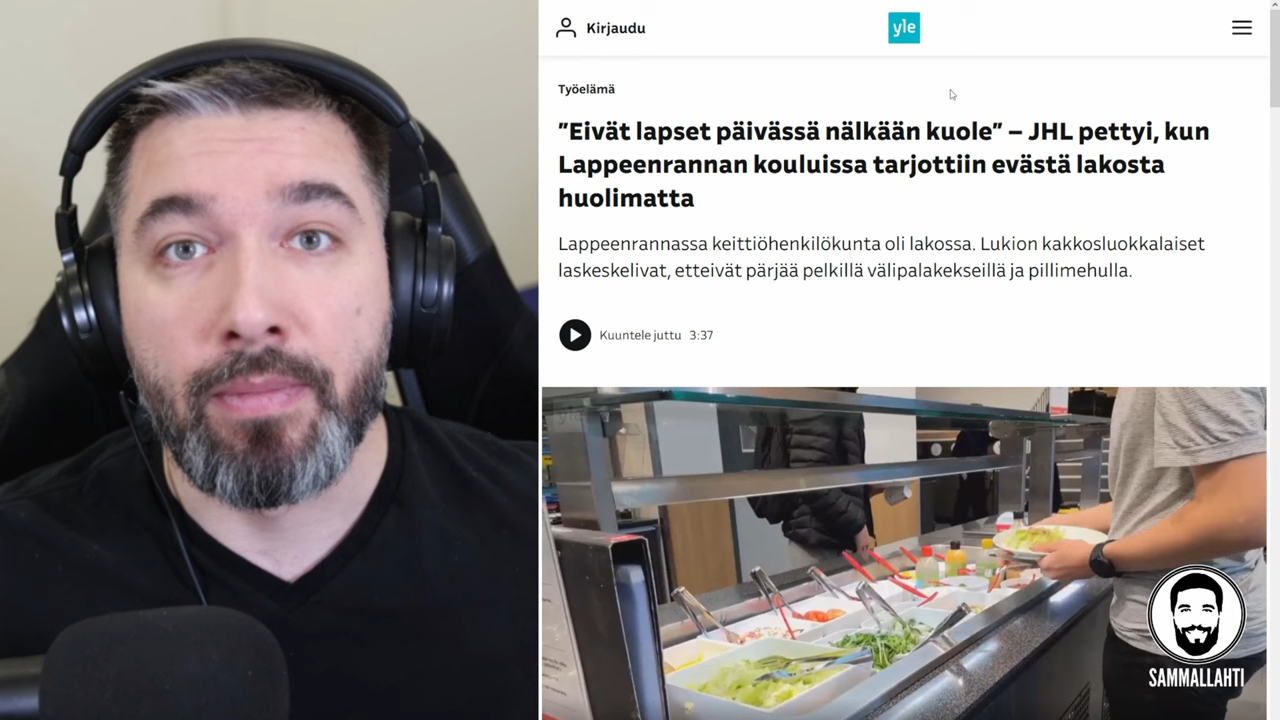 Kirjaudu
yle
Työelämä
”Eivät lapset päivässä nälkään kuole” – JHL pettyi, kun
Lappeenrannan kouluissa tarjottiin evästä lakosta
huolimatta
Lappeenrannassa keittiöhenkilökunta oli lakossa. Lukion kakkosluokkalaiset
laskeskelivat, etteivät pärjää pelkillä välipalakekseillä ja pillimehulla.
Kuuntele juttu 3:37
SAMMALLAHTI